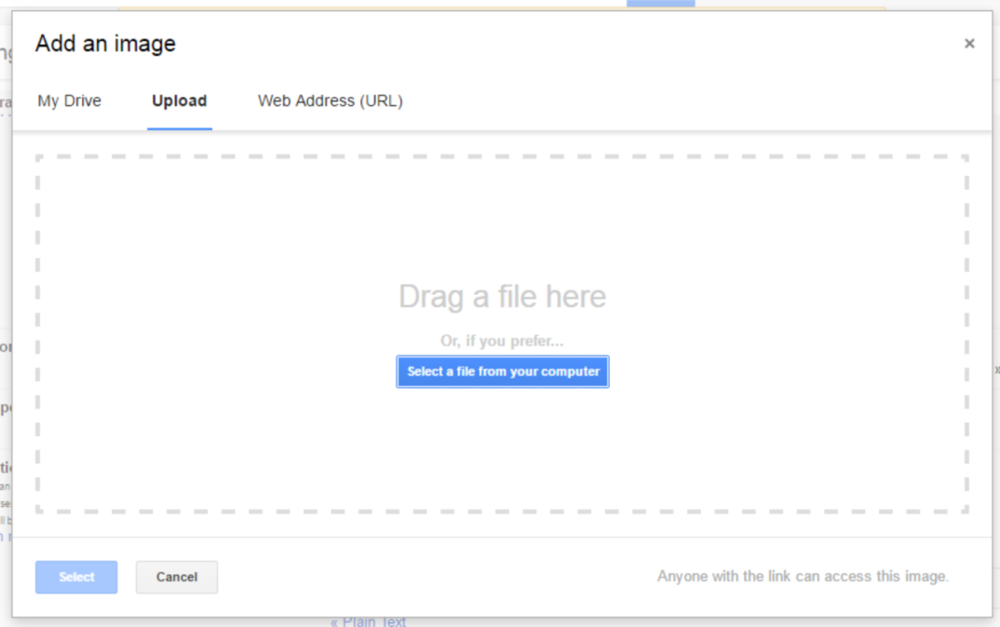 Add an image
×
My Drive Upload Web Address (URL)
Drag a file here
Or, if you prefer...
Select a file from your computer
Select Cancel Anyone with the link can access this image.
« Plain Text